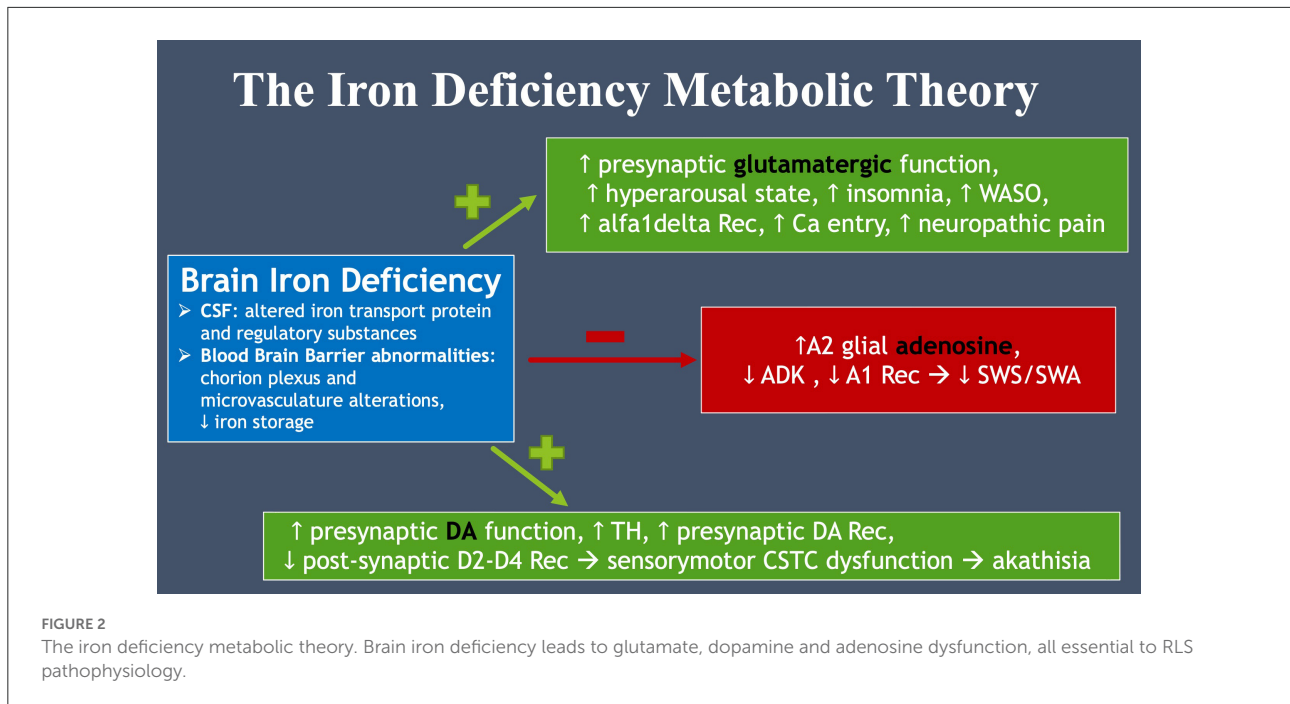 The Iron Deficiency Metabolic Theory
↑ presynaptic glutamatergic function,
↑ hyperarousal state, ↑ insomnia, ↑ WASO,
↑ alfa1delta Rec, ↑ Ca entry, ↑ neuropathic pain
Brain Iron Deficiency
➢ CSF: altered iron transport protein
and regulatory substances
➢ Blood Brain Barrier abnormalities:
chorion plexus and
microvasculature alterations,
↓ iron storage
↑A2 glial adenosine,
↓ ADK , ↓ A1 Rec → ↓ SWS/SWA
↑ presynaptic DA function, ↑ TH, ↑ presynaptic DA Rec,
↓ post-synaptic D2-D4 Rec → sensorymotor CSTC dysfunction → akathisia
FIGURE 2
The iron deficiency metabolic theory. Brain iron deficiency leads to glutamate, dopamine and adenosine dysfunction, all essential to RLS
pathophysiology.